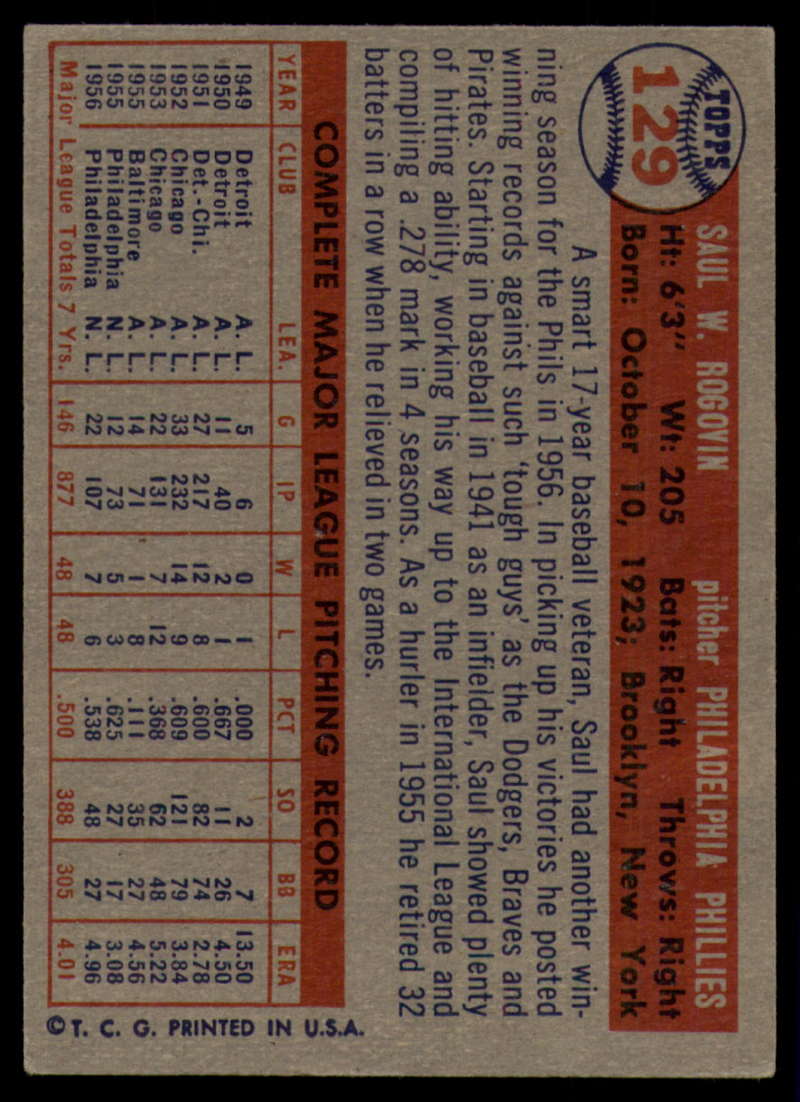 TOPPS
129
SAUL W. ROGOVIN pitcher PHILADELPHIA PHILLIES
Ht: 6'3" Wt: 205 Bats: Right Throws: Right
Born: October 10, 1923; Brooklyn, New York
A smart 17-year baseball veteran, Saul had another win-
ning season for the Phils in 1956. In picking up his victories he posted
winning records against such 'tough guys' as the Dodgers, Braves and
Pirates. Starting in baseball in 1941 as an infielder, Saul showed plenty
of hitting ability, working his way up to the International League and
compiling a .278 mark in 4 seasons. As a hurler in 1955 he retired 32
batters in a row when he relieved in two games.
COMPLETE MAJOR LEAGUE PITCHING RECORD
YEAR CLUB LEA. G IP W L PCT SO BB ERA
1949 Detroit A. L. 5 6 0 1 .000 2 7 13.50
1950 Detroit A. L. 11 40 2 1 .667 11 26 4.50
1951 Det.-Chi. A. L. 27 217 12 8 .600 82 74 2.78
1952 Chicago A. L. 33 232 14 9 .609 121 79 3.84
1953 Chicago A. L. 22 131 7 12 .368 62 48 5.22
1955 Baltimore A. L. 14 71 1 8 .111 35 27 4.56
1955 Philadelphia N. L. 12 73 5 3 .625 27 17 3.08
1956 Philadelphia N. L. 22 107 7 6 .538 48 27 4.96
Major League Totals 7 Yrs. 146 877 48 48 .500 388 305 4.01
© T. C. G. PRINTED IN U.S.A.